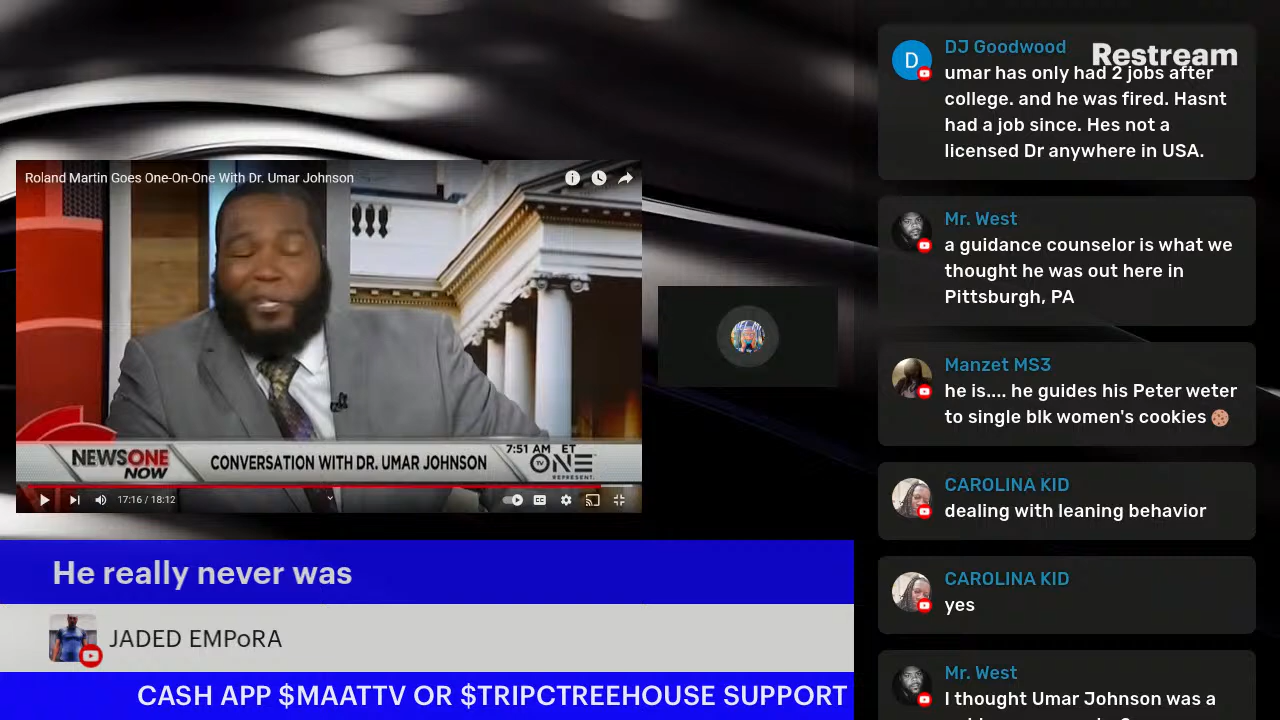 Roland Martin Goes One-On-One With Dr. Umar Johnson
NEWSONE
NOW
CONVERSATION WITH DR. UMAR JOHNSON
7:51 AM ET
TV ONE
REPRESENT.
17:16 / 18:12
He really never was
JADED EMPoRA
CASH APP $MAATTV OR $TRIPCTREEHOUSE SUPPORT
Restream
D
DJ Goodwood
umar has only had 2 jobs after
college. and he was fired. Hasnt
had a job since. Hes not a
licensed Dr anywhere in USA.
Mr. West
a guidance counselor is what we
thought he was out here in
Pittsburgh, PA
Manzet MS3
he is.... he guides his Peter weter
to single blk women's cookies 🍪
CAROLINA KID
dealing with leaning behavior
CAROLINA KID
yes
Mr. West
I thought Umar Johnson was a